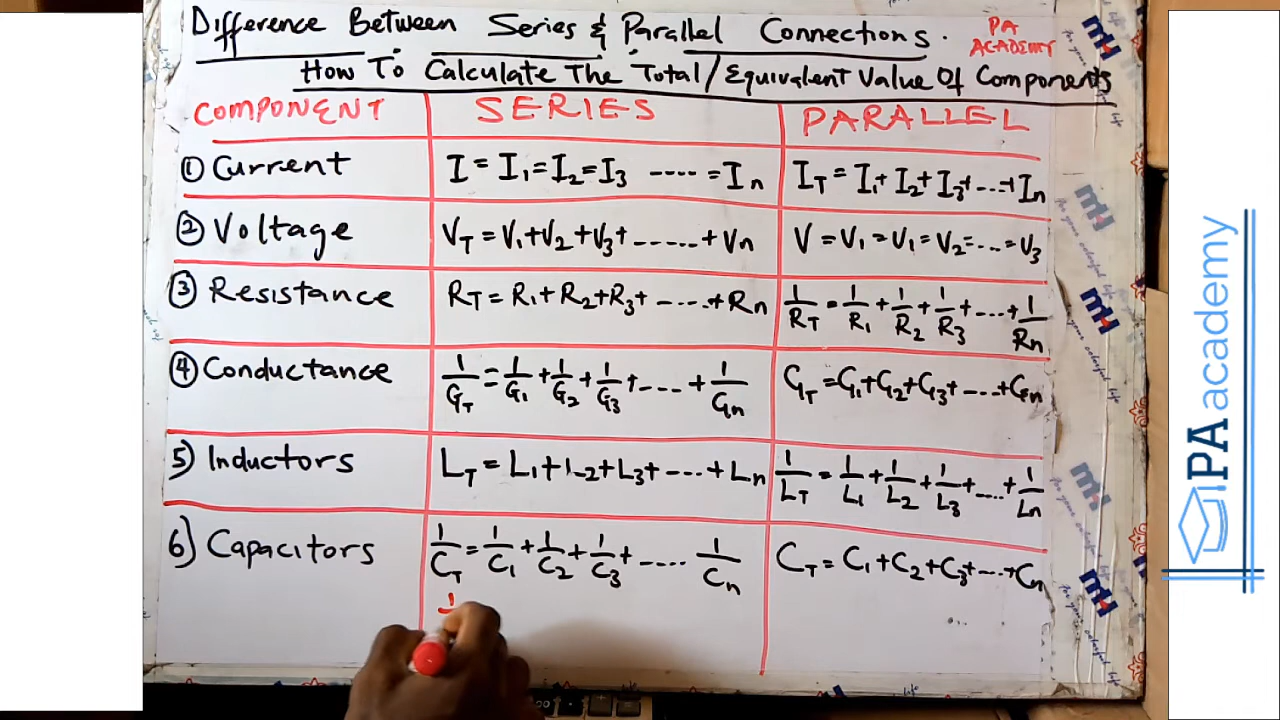 Difference Between Series & Parallel Connections.
PA
ACADEMY
How To Calculate The Total/Equivalent Value Of Components
COMPONENT SERIES PARALLEL
① Current I = I₁ = I₂ = I₃ ---- = Iₙ I_T = I₁ + I₂ + I₃ + --- + Iₙ
② Voltage V_T = V₁ + V₂ + V₃ + ------ + Vₙ V = V₁ = V₁ = V₂ = --- = V₃
③ Resistance R_T = R₁ + R₂ + R₃ + ---- + Rₙ 1/R_T = 1/R₁ + 1/R₂ + 1/R₃ + --- + 1/Rₙ
④ Conductance 1/G_T = 1/G₁ + 1/G₂ + 1/G₃ + ---- + 1/Gₙ G_T = G₁ + G₂ + G₃ + ---- + Gₙ
5) Inductors L_T = L₁ + L₂ + L₃ + ---- + Lₙ 1/L_T = 1/L₁ + 1/L₂ + 1/L₃ + ---- + 1/Lₙ
6) Capacitors 1/C_T = 1/C₁ + 1/C₂ + 1/C₃ + ---- 1/Cₙ C_T = C₁ + C₂ + C₃ + --- + Cₙ
1
iPA academy